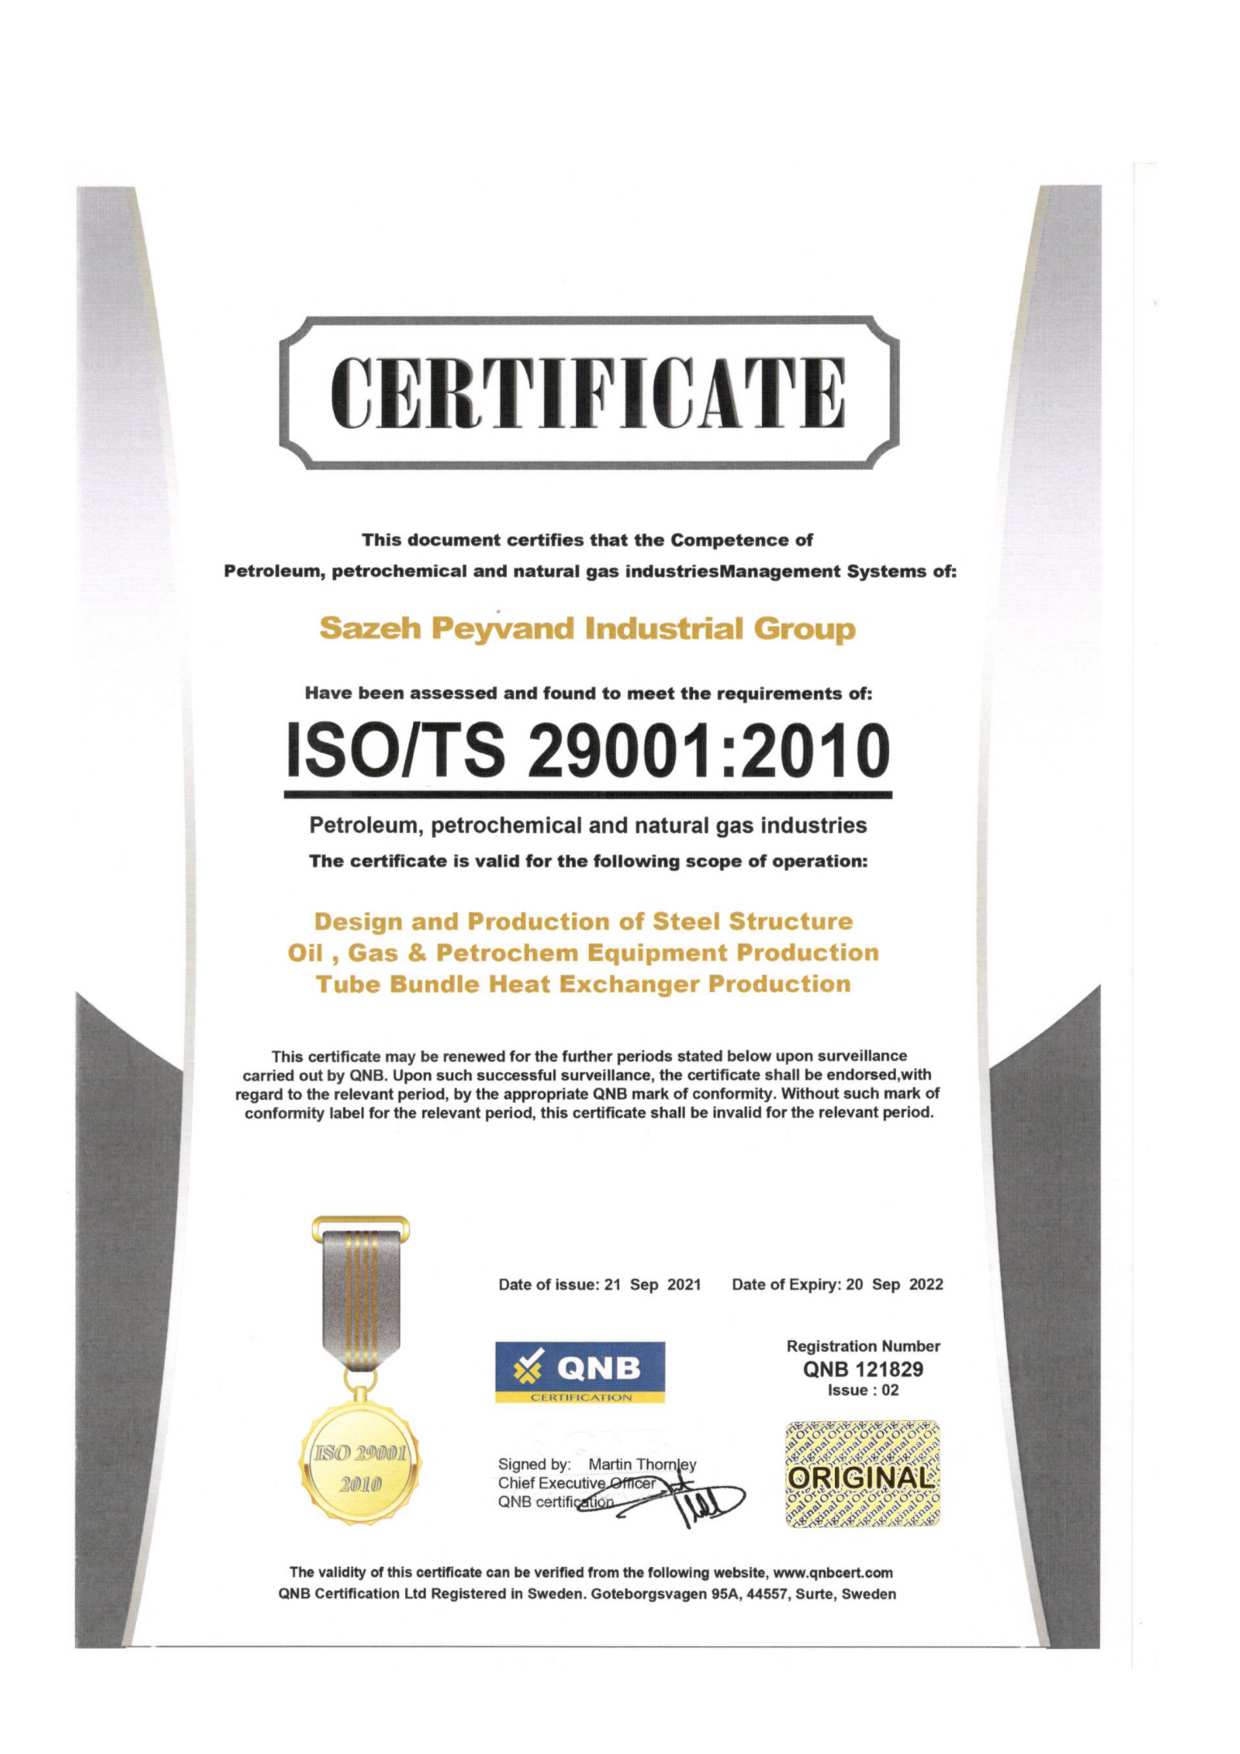 CERTIFICATE
This document certifies that the Competence of
Petroleum, petrochemical and natural gas industriesManagement Systems of:
Sazeh Peyvand Industrial Group
Have been assessed and found to meet the requirements of:
ISO/TS 29001:2010
Petroleum, petrochemical and natural gas industries
The certificate is valid for the following scope of operation:
Design and Production of Steel Structure
Oil , Gas & Petrochem Equipment Production
Tube Bundle Heat Exchanger Production
This certificate may be renewed for the further periods stated below upon surveillance
carried out by QNB. Upon such successful surveillance, the certificate shall be endorsed,with
regard to the relevant period, by the appropriate QNB mark of conformity. Without such mark of
conformity label for the relevant period, this certificate shall be invalid for the relevant period.
Date of issue: 21 Sep 2021 Date of Expiry: 20 Sep 2022
QNB
CERTIFICATION
Registration Number
QNB 121829
Issue : 02
ISO 29001
2010
Signed by: Martin Thornley
Chief Executive Officer
QNB certification
ORIGINAL
The validity of this certificate can be verified from the following website, www.qnbcert.com
QNB Certification Ltd Registered in Sweden. Goteborgsvagen 95A, 44557, Surte, Sweden